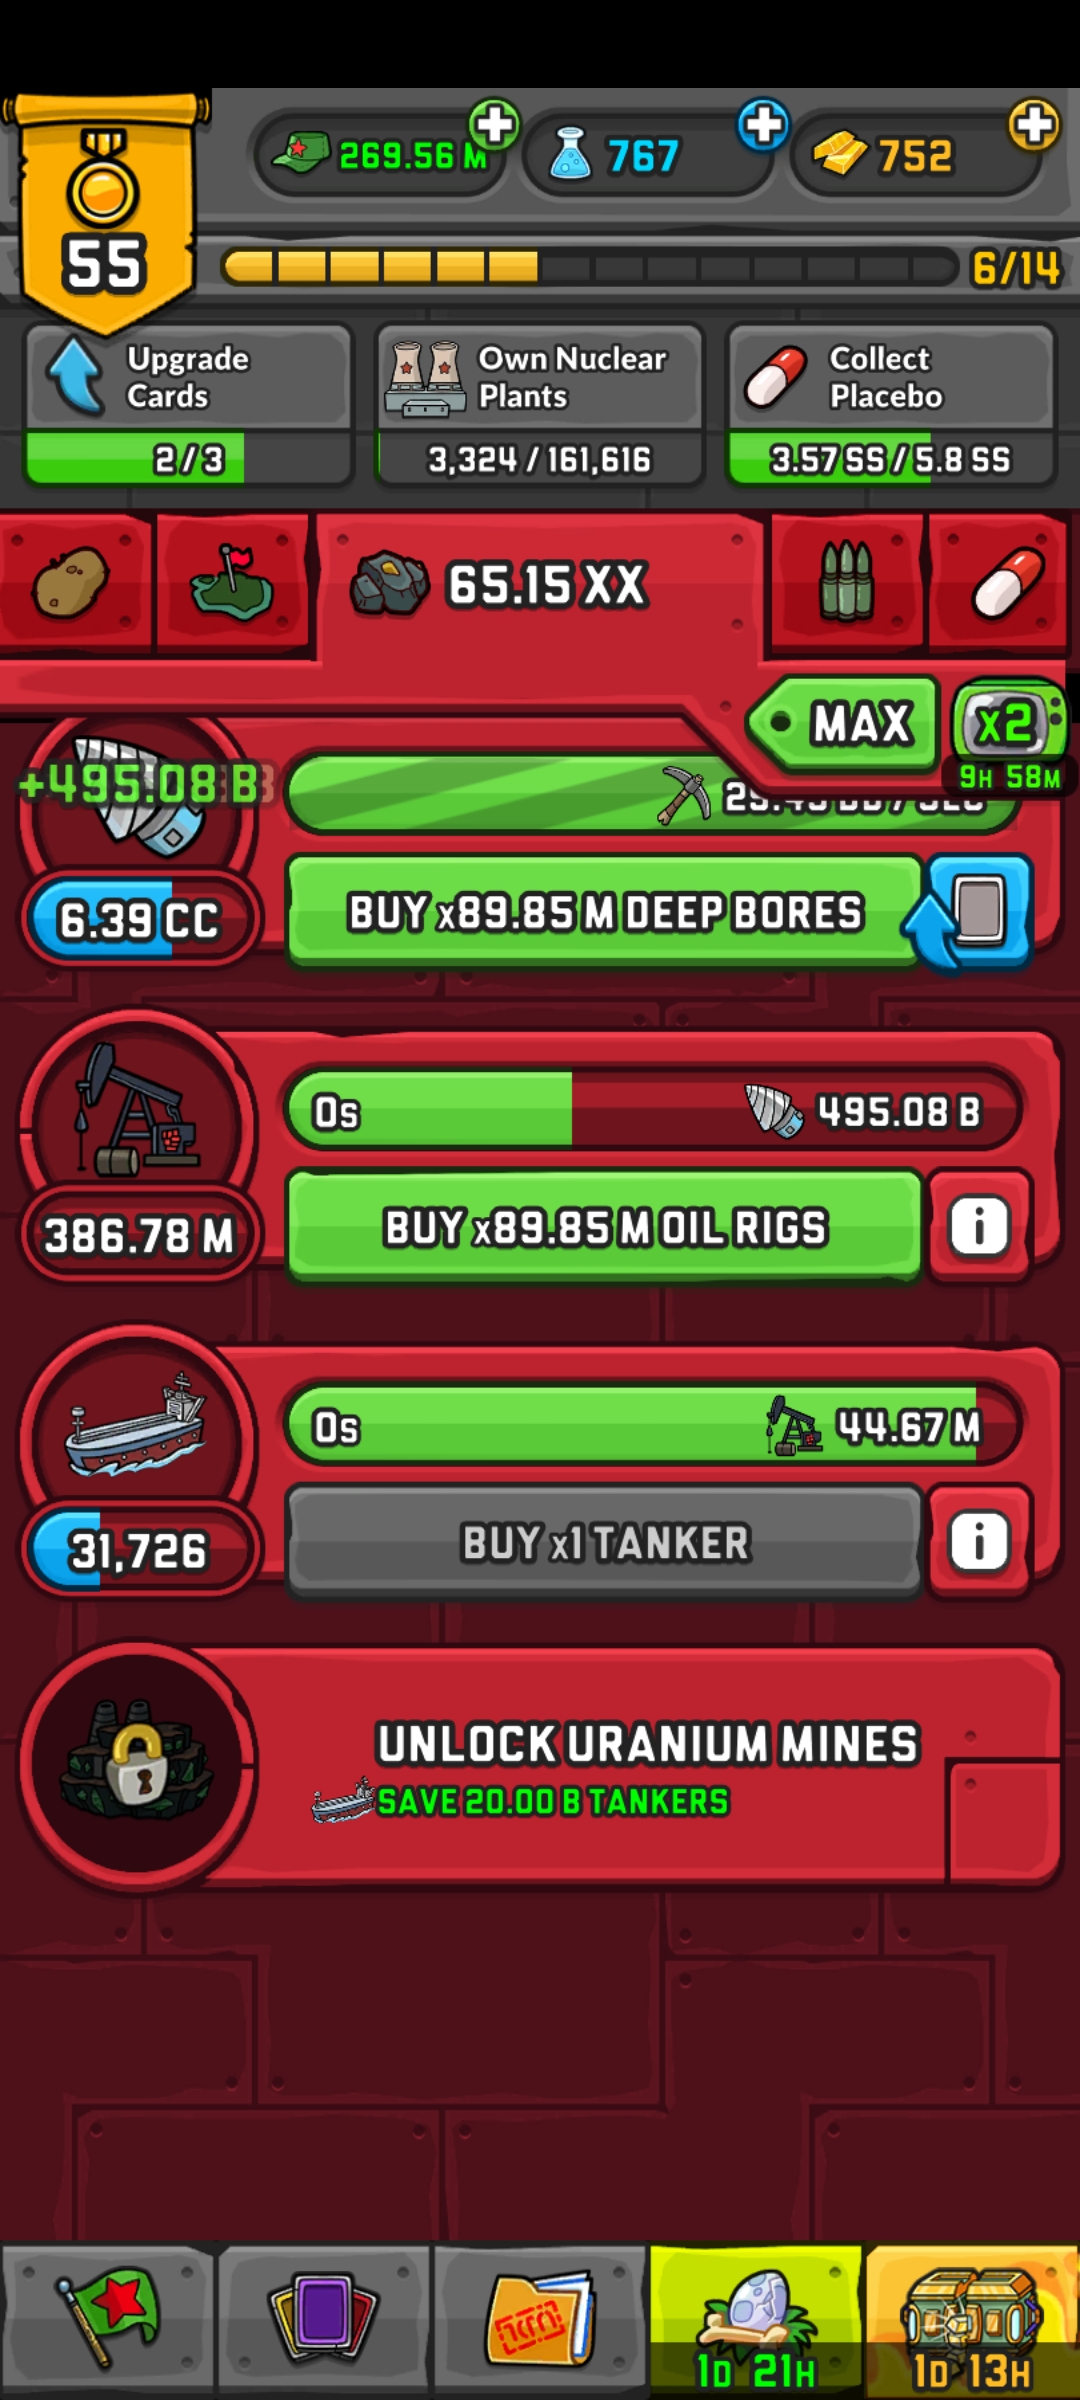 269.56 M
767
752
55
6/14
Upgrade
Cards
2/3
Own Nuclear
Plants
3,324 / 161,616
Collect
Placebo
3.57 SS / 5.8 SS
65.15 XX
MAX
x2
9H 58M
+495.08 B
6.39 CC
BUY x89.85 M DEEP BORES
0s
495.08 B
386.78 M
BUY x89.85 M OIL RIGS
i
0s
44.67 M
31,726
BUY x1 TANKER
i
UNLOCK URANIUM MINES
SAVE 20.00 B TANKERS
1D 21H
1D 13H